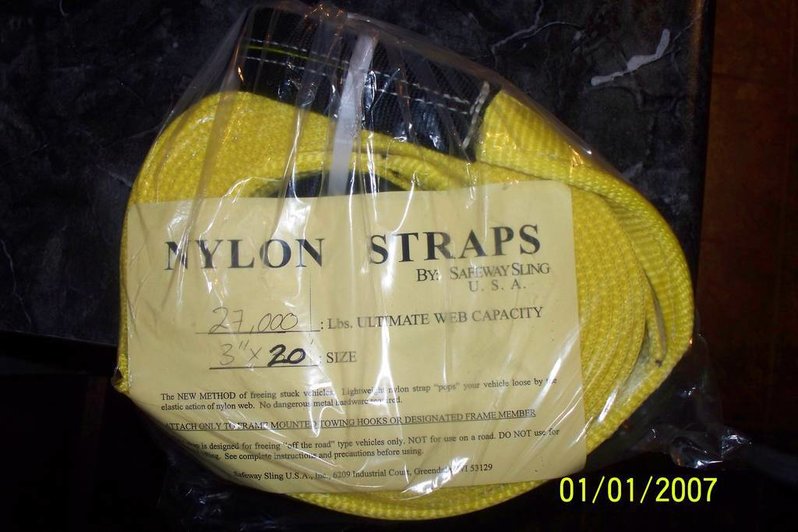 NYLON STRAPS
BY: SAFEWAY SLING
U. S. A.
27,000 : Lbs. ULTIMATE WEB CAPACITY
3" x 20' : SIZE
The NEW METHOD of freeing stuck vehicles. Lightweight nylon strap "pops" your vehicle loose by the
elastic action of nylon web. No dangerous metal hardware required.
ATTACH ONLY TO FRAME MOUNTED TOWING HOOKS OR DESIGNATED FRAME MEMBER
is designed for freeing "off the road" type vehicles only. NOT for use on a road. DO NOT use for
See complete instructions and precautions before using.
Safeway Sling U.S.A., Inc., 6209 Industrial Court, Greendale, WI 53129
01/01/2007